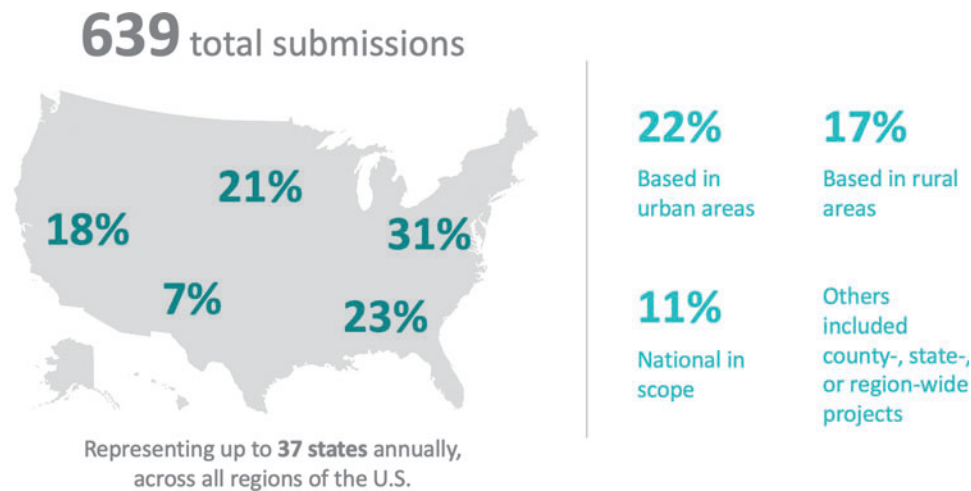 639 total submissions
21%
18%
31%
7%
23%
Representing up to 37 states annually,
across all regions of the U.S.
22%
Based in
urban areas
17%
Based in rural
areas
11%
National in
scope
Others
included
county-, state-,
or region-wide
projects